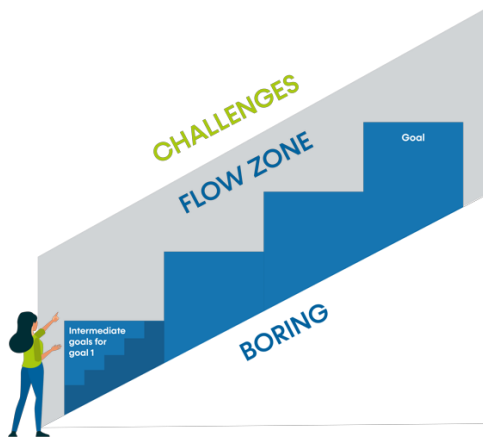 CHALLENGES
FLOW ZONE
Goal
Intermediate
goals for
goal 1
BORING